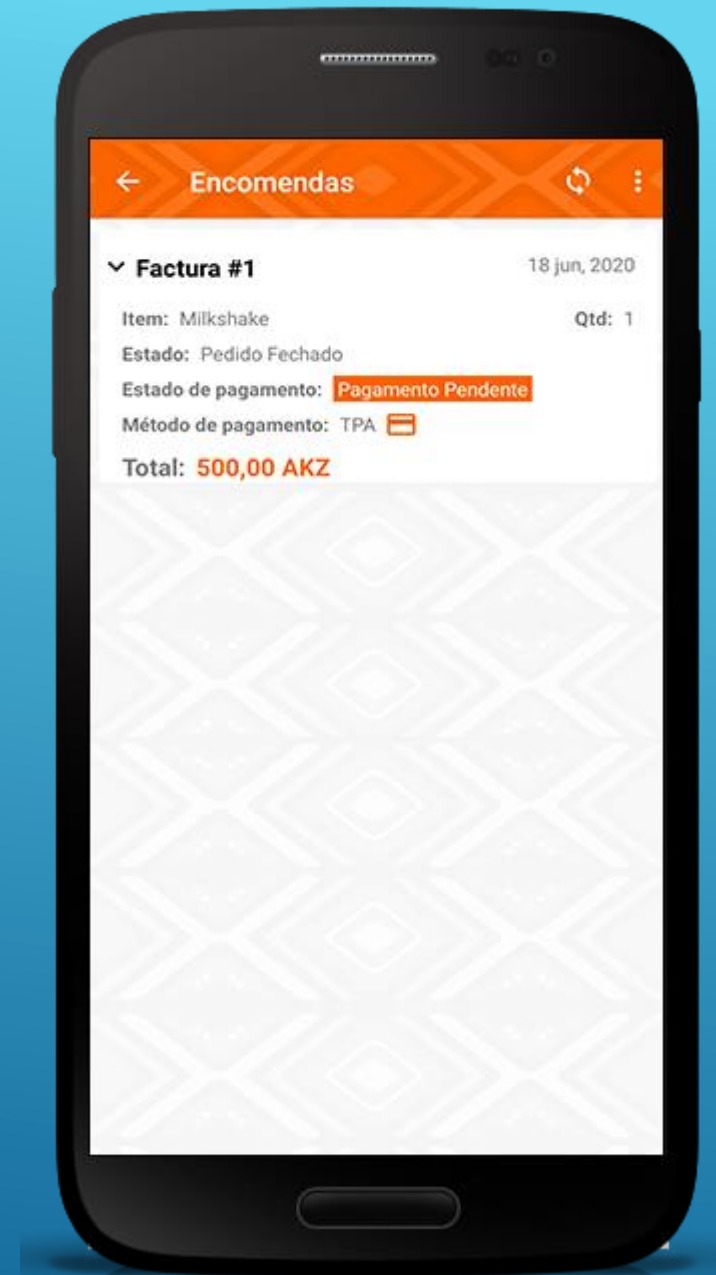 Encomendas
Factura #1 18 jun, 2020
Item: Milkshake Qtd: 1
Estado: Pedido Fechado
Estado de pagamento: Pagamento Pendente
Método de pagamento: TPA
Total: 500,00 AKZ